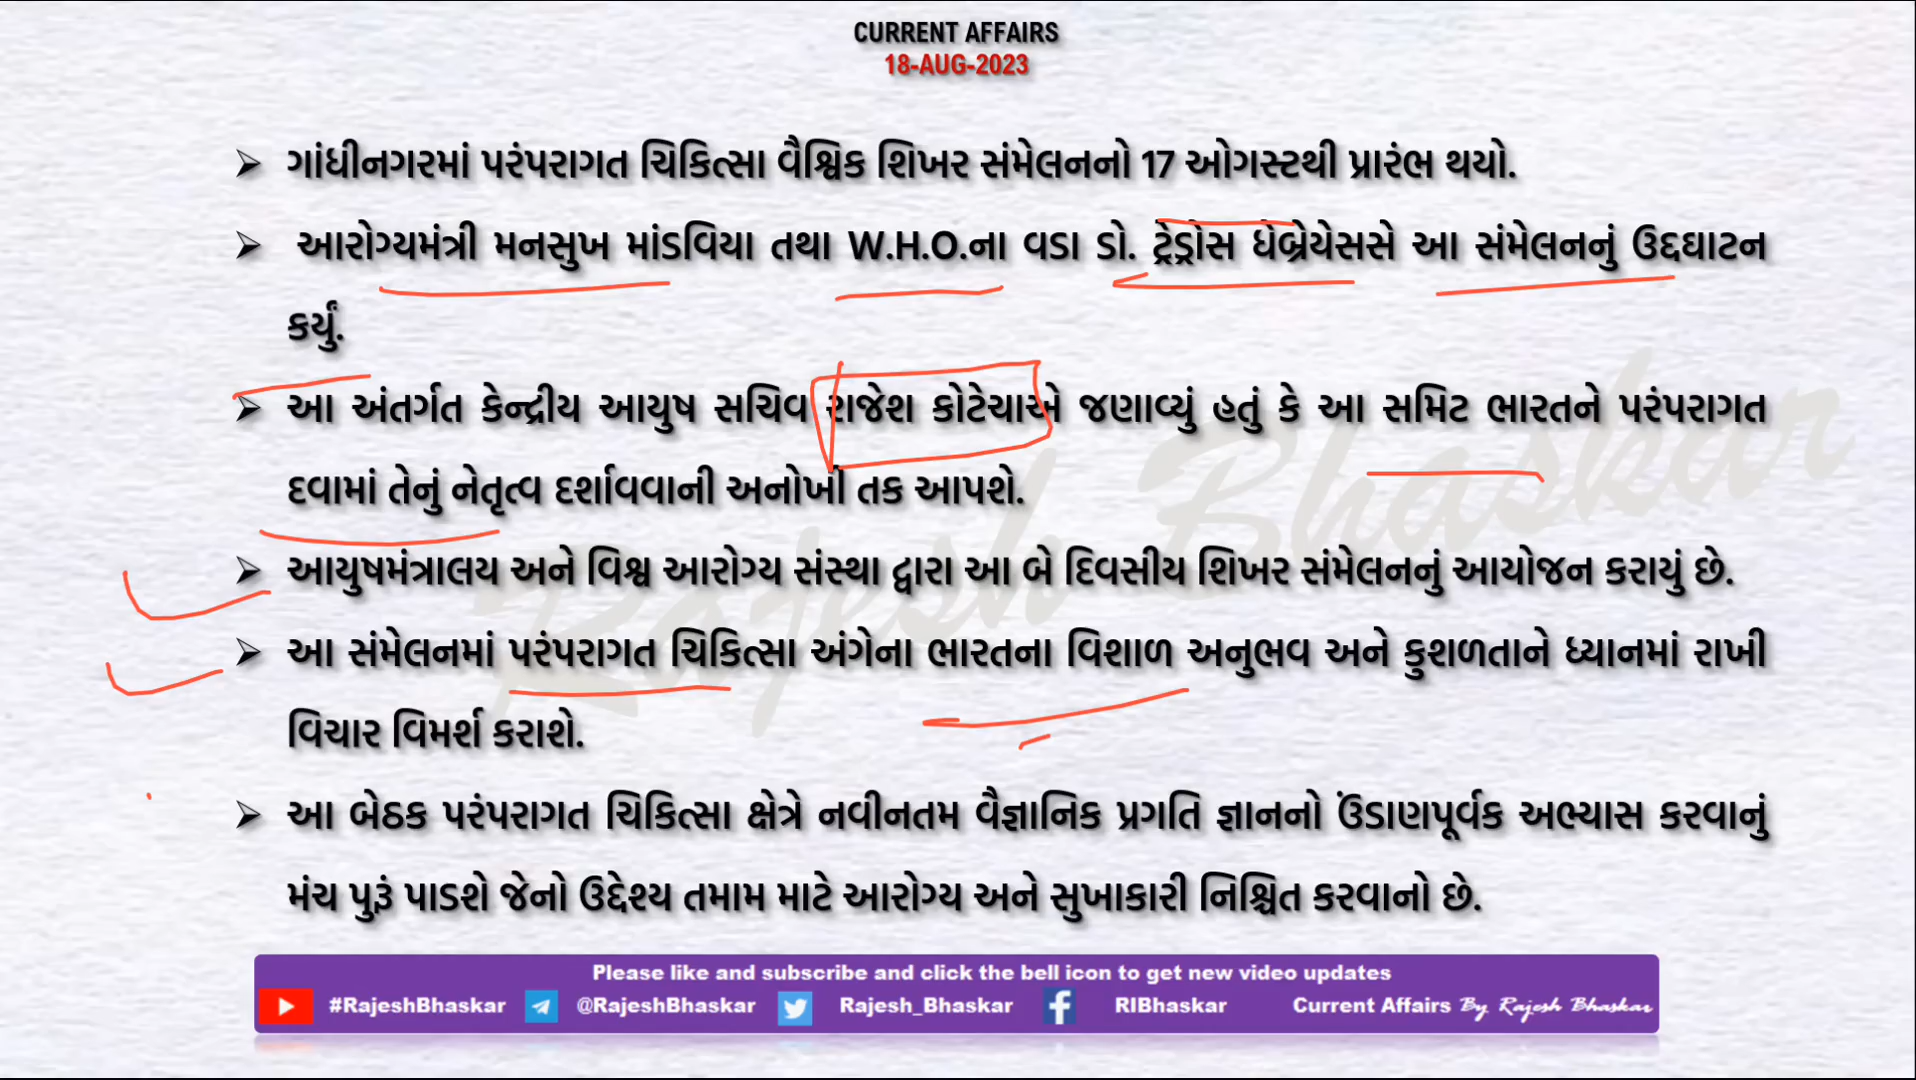 CURRENT AFFAIRS
18-AUG-2023
➢ ગાંધીનગરમાં પરંપરાગત ચિકિત્સા વૈશ્વિક શિખર સંમેલનનો 17 ઓગસ્ટથી પ્રારંભ થયો.
➢ આરોગ્યમંત્રી મનસુખ માંડવિયા તથા W.H.O.ના વડા ડો. ટ્રેડ્રોસ ધેબ્રેયેસસે આ સંમેલનનું ઉદ્દઘાટન
કર્યું.
➢ આ અંતર્ગત કેન્દ્રીય આયુષ સચિવ રાજેશ કોટેચાએ જણાવ્યું હતું કે આ સમિટ ભારતને પરંપરાગત
દવામાં તેનું નેતૃત્વ દર્શાવવાની અનોખી તક આપશે.
➢ આયુષમંત્રાલય અને વિશ્વ આરોગ્ય સંસ્થા દ્વારા આ બે દિવસીય શિખર સંમેલનનું આયોજન કરાયું છે.
➢ આ સંમેલનમાં પરંપરાગત ચિકિત્સા અંગેના ભારતના વિશાળ અનુભવ અને કુશળતાને ધ્યાનમાં રાખી
વિચાર વિમર્શ કરાશે.
➢ આ બેઠક પરંપરાગત ચિકિત્સા ક્ષેત્રે નવીનતમ વૈજ્ઞાનિક પ્રગતિ જ્ઞાનનો ઉંડાણપૂર્વક અભ્યાસ કરવાનું
મંચ પુરૂં પાડશે જેનો ઉદ્દેશ્ય તમામ માટે આરોગ્ય અને સુખાકારી નિશ્ચિત કરવાનો છે.
Rajesh Bhaskar
Please like and subscribe and click the bell icon to get new video updates
#RajeshBhaskar @RajeshBhaskar Rajesh_Bhaskar RIBhaskar Current Affairs By Rajesh Bhaskar